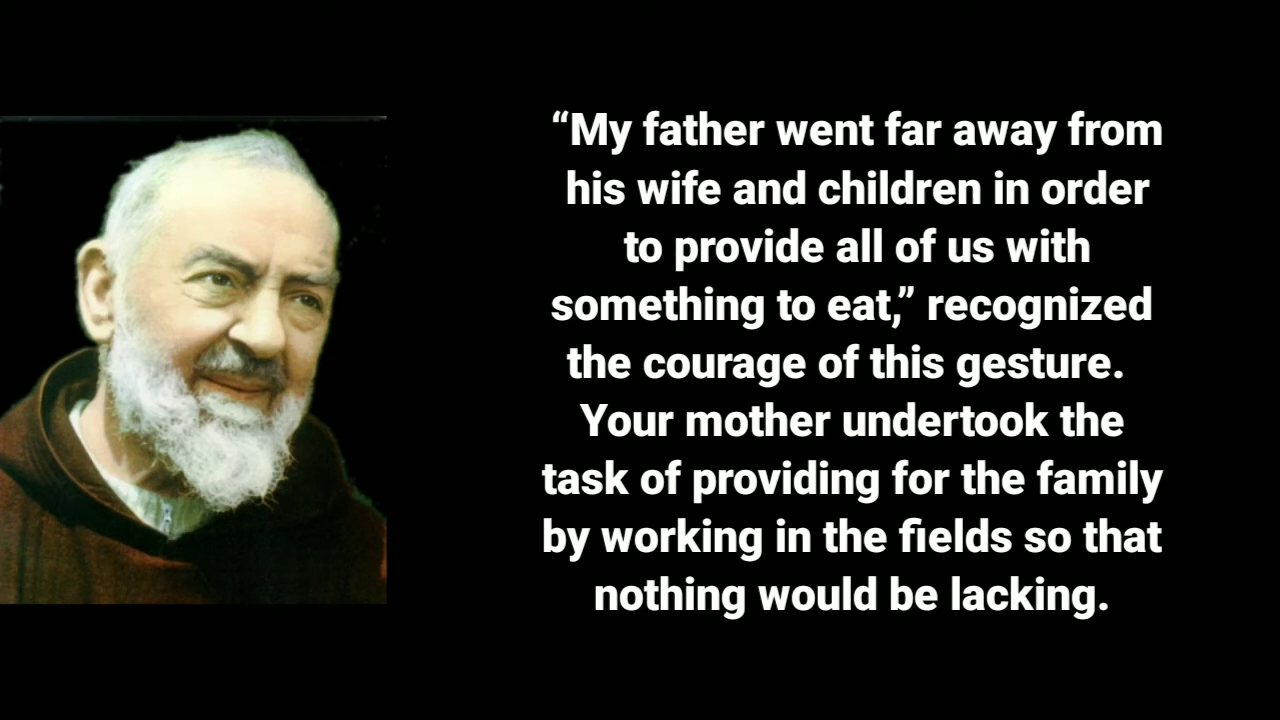 “My father went far away from
his wife and children in order
to provide all of us with
something to eat,” recognized
the courage of this gesture.
Your mother undertook the
task of providing for the family
by working in the fields so that
nothing would be lacking.